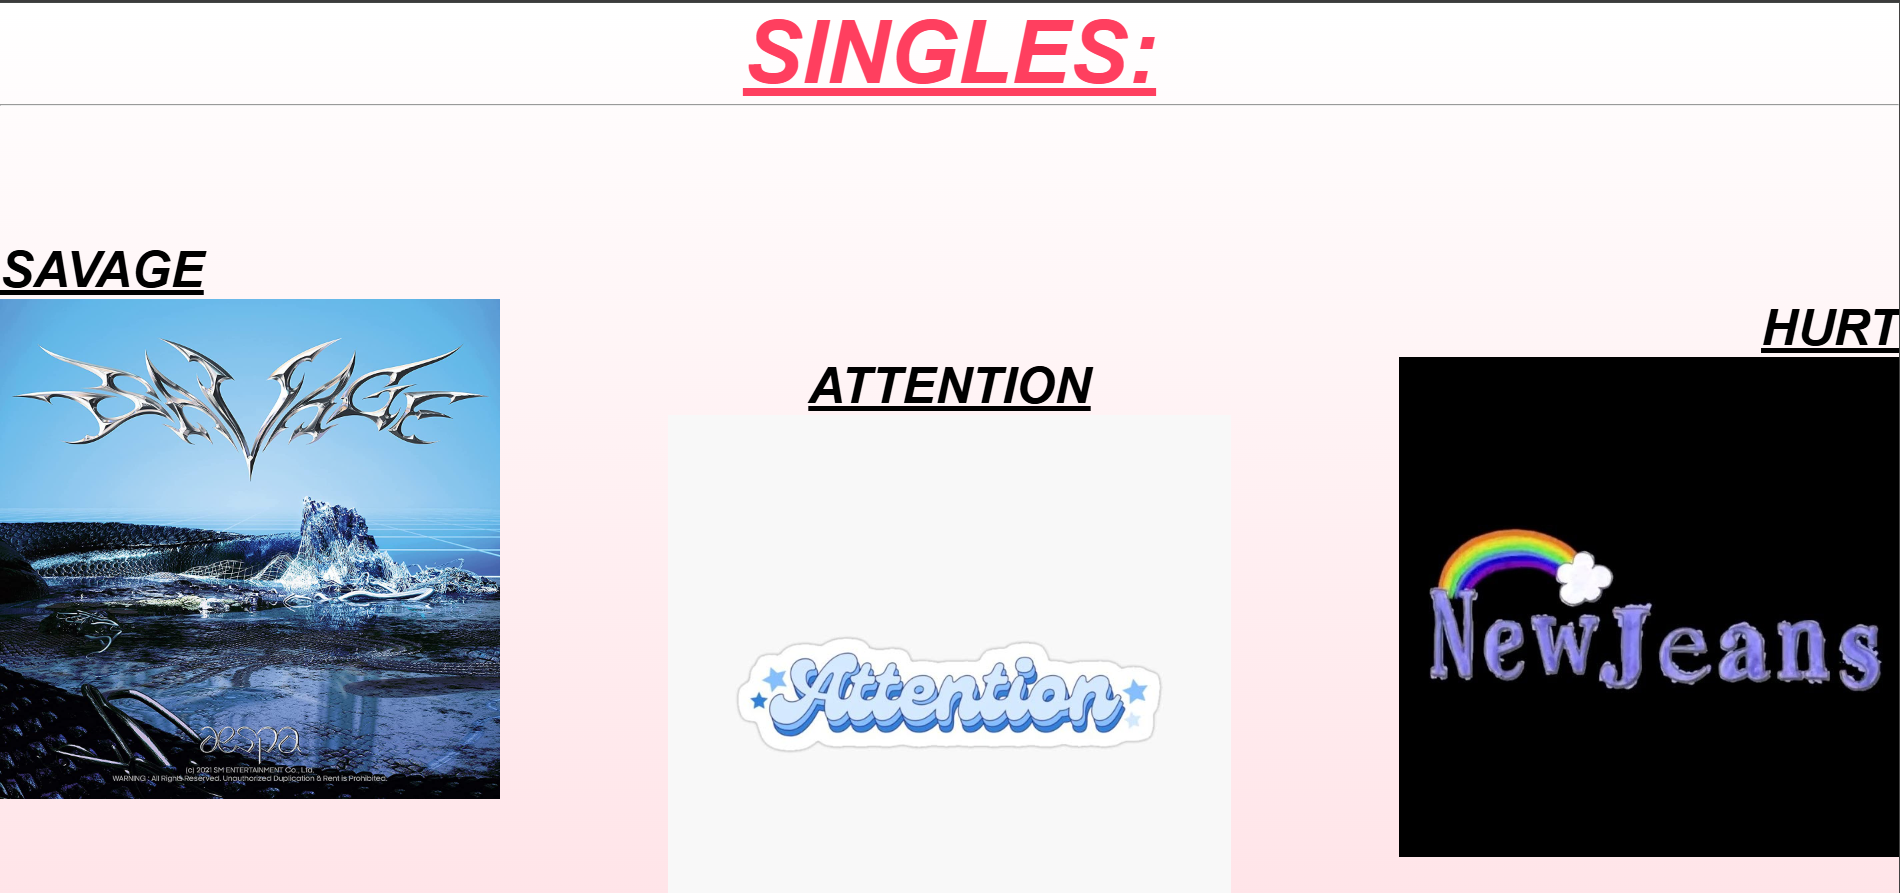 SINGLES:
SAVAGE
SAVAGE
aespa
(c) 2021 SM ENTERTAINMENT Co., Ltd.
WARNING : All Rights Reserved. Unauthorized Duplication & Rent is Prohibited.
ATTENTION
Attention
HURT
NewJeans